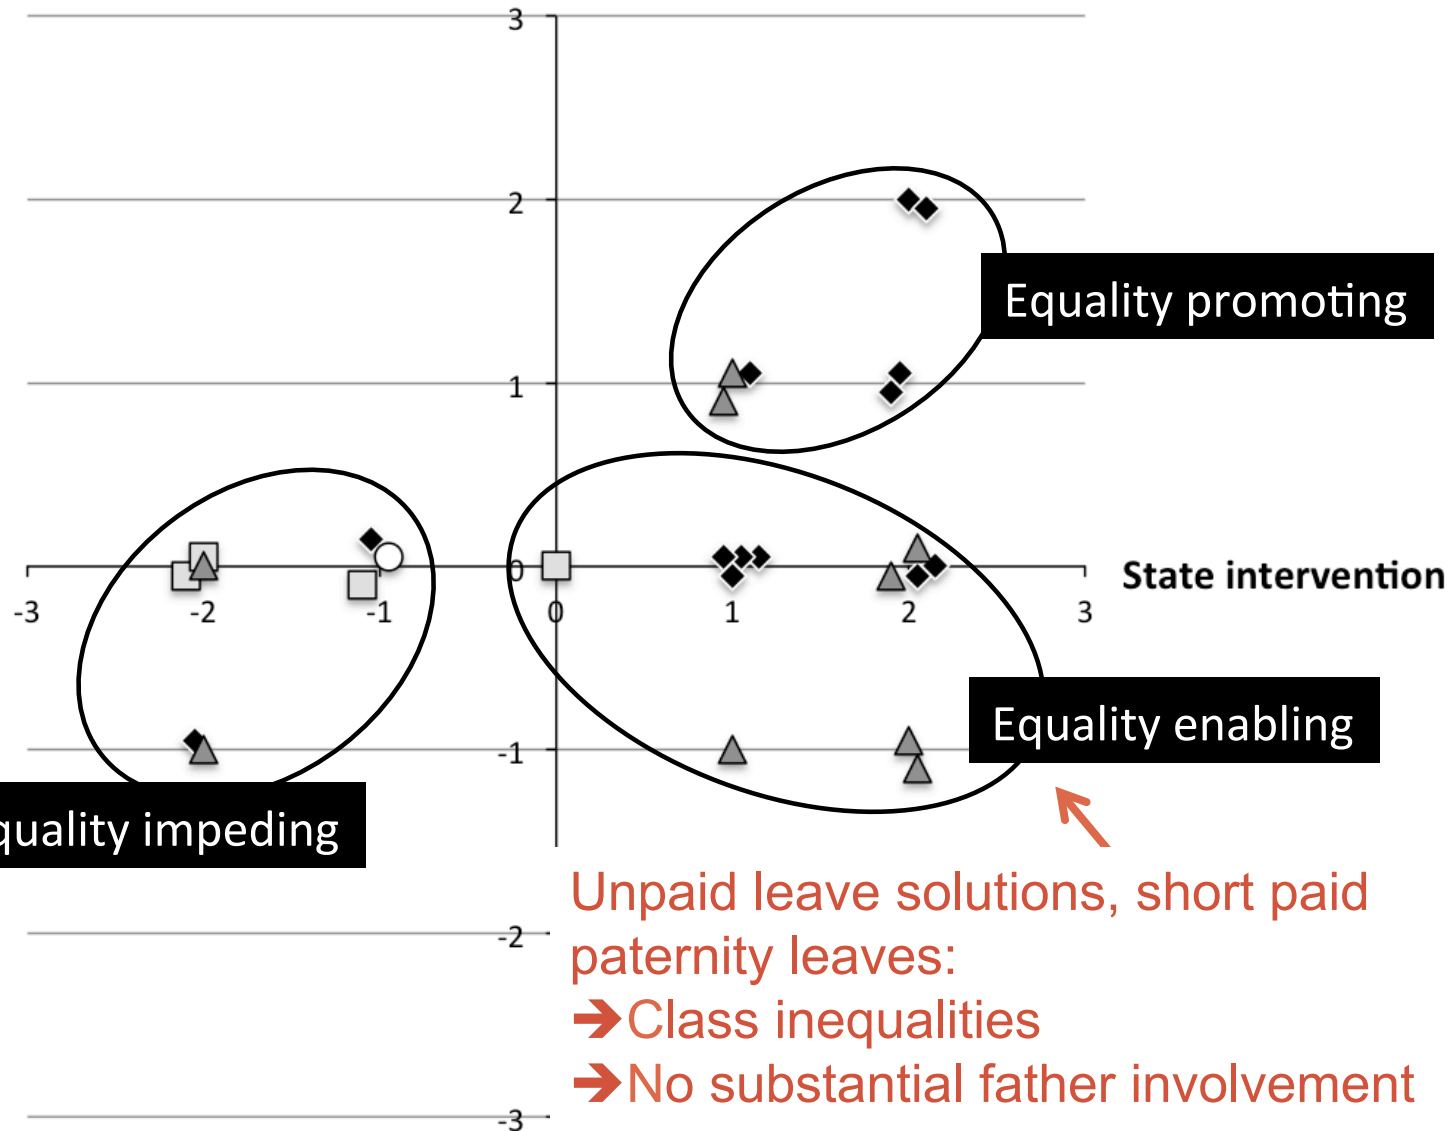 3
2
Equality promoting
1
0
State intervention
-3
-2
-1
0
1
2
3
Equality enabling
-1
quality impeding
Unpaid leave solutions, short paid
paternity leaves:
➔Class inequalities
➔No substantial father involvement
-2
-3